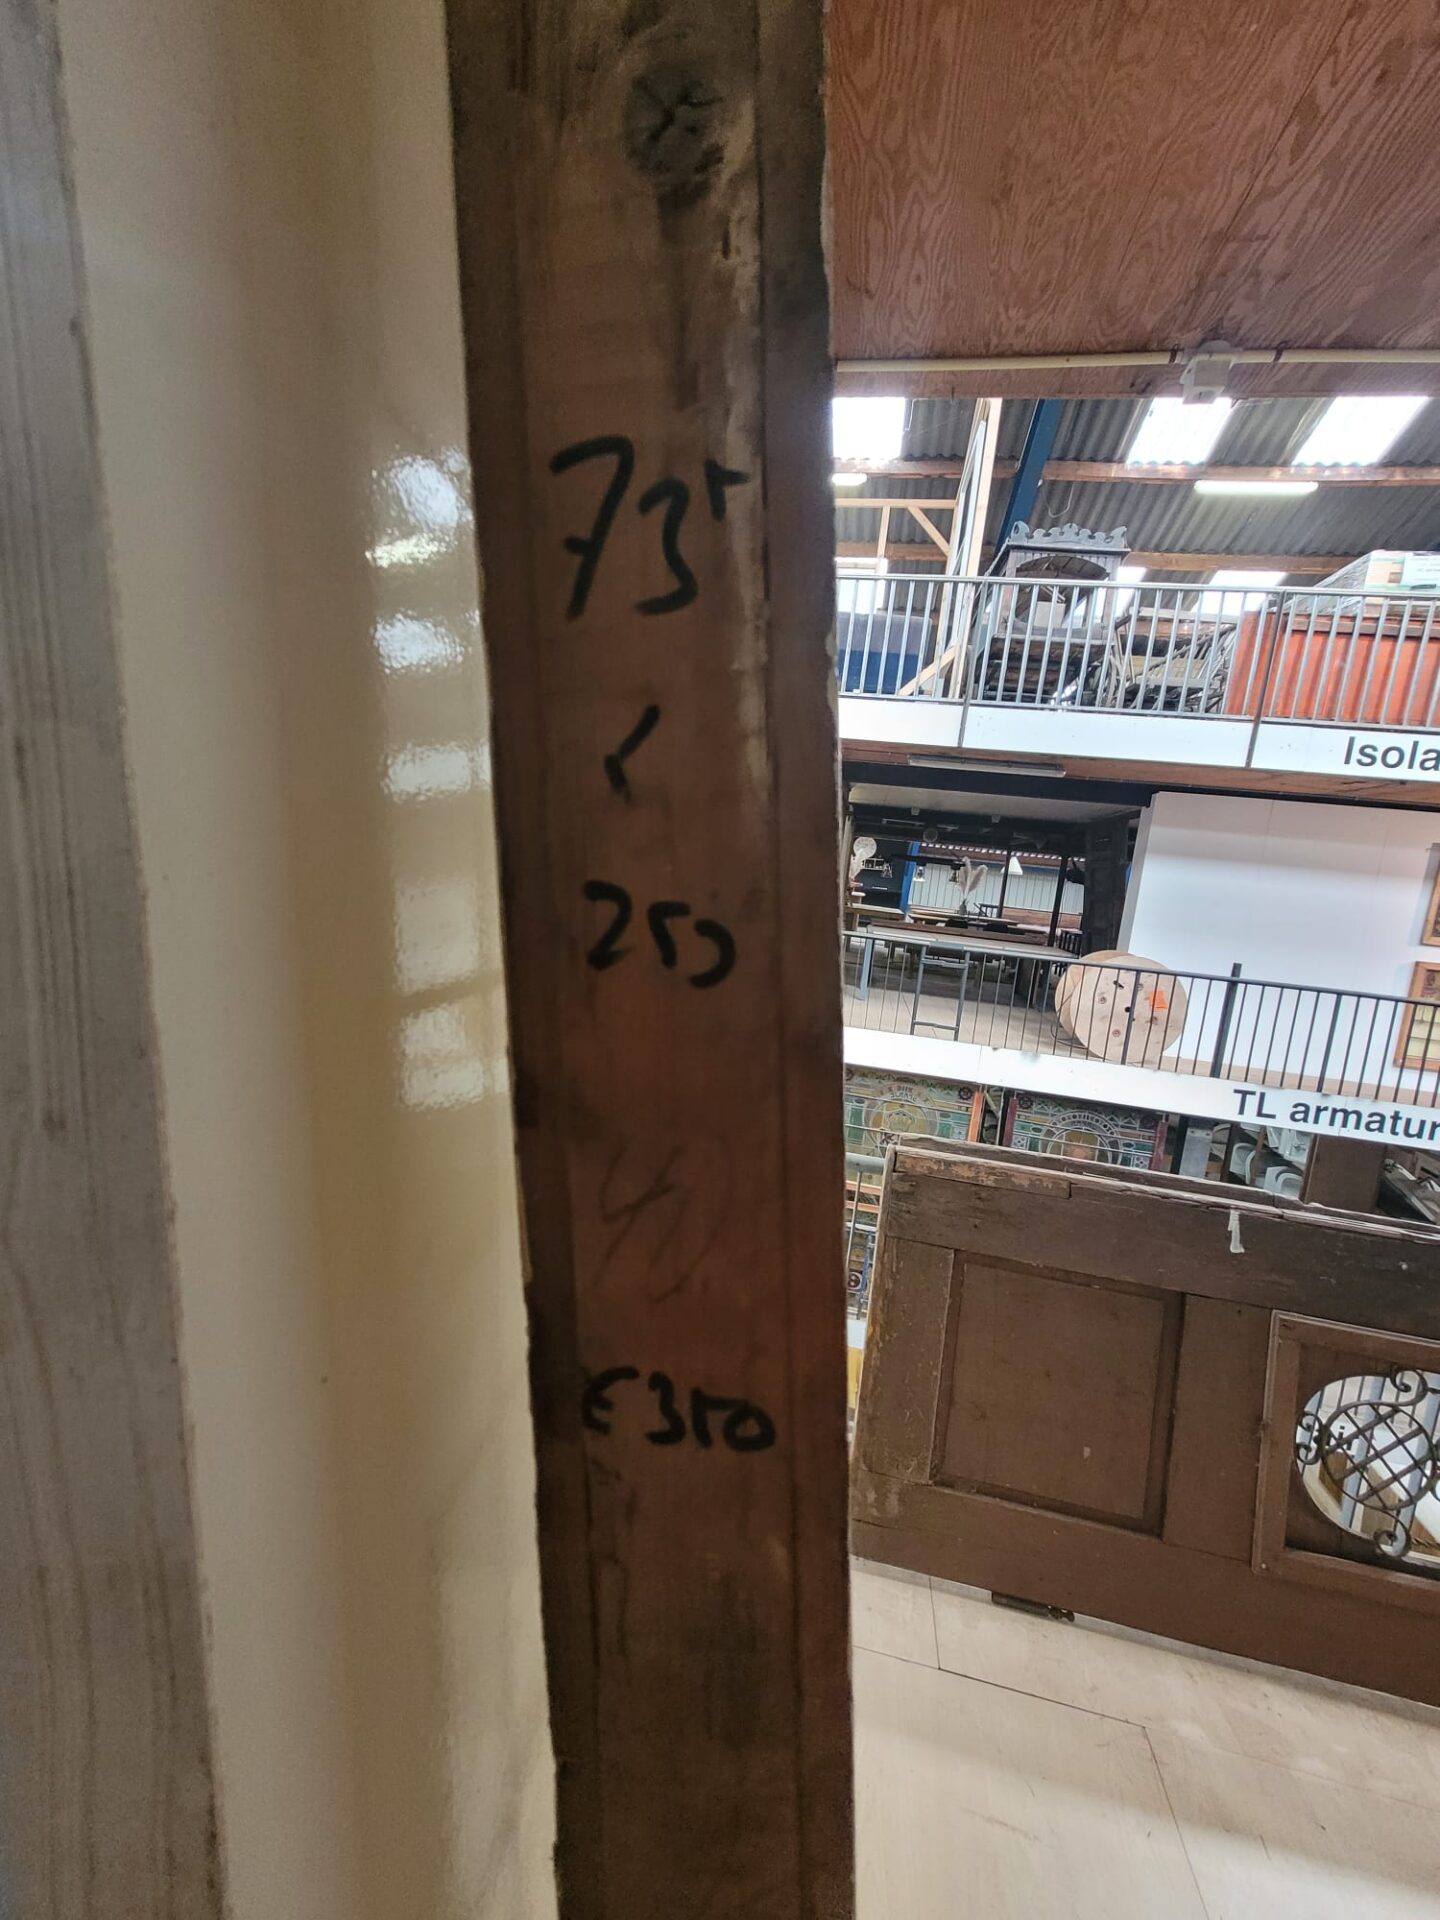 73⁵
×
250
€350
Isola
TL armatur